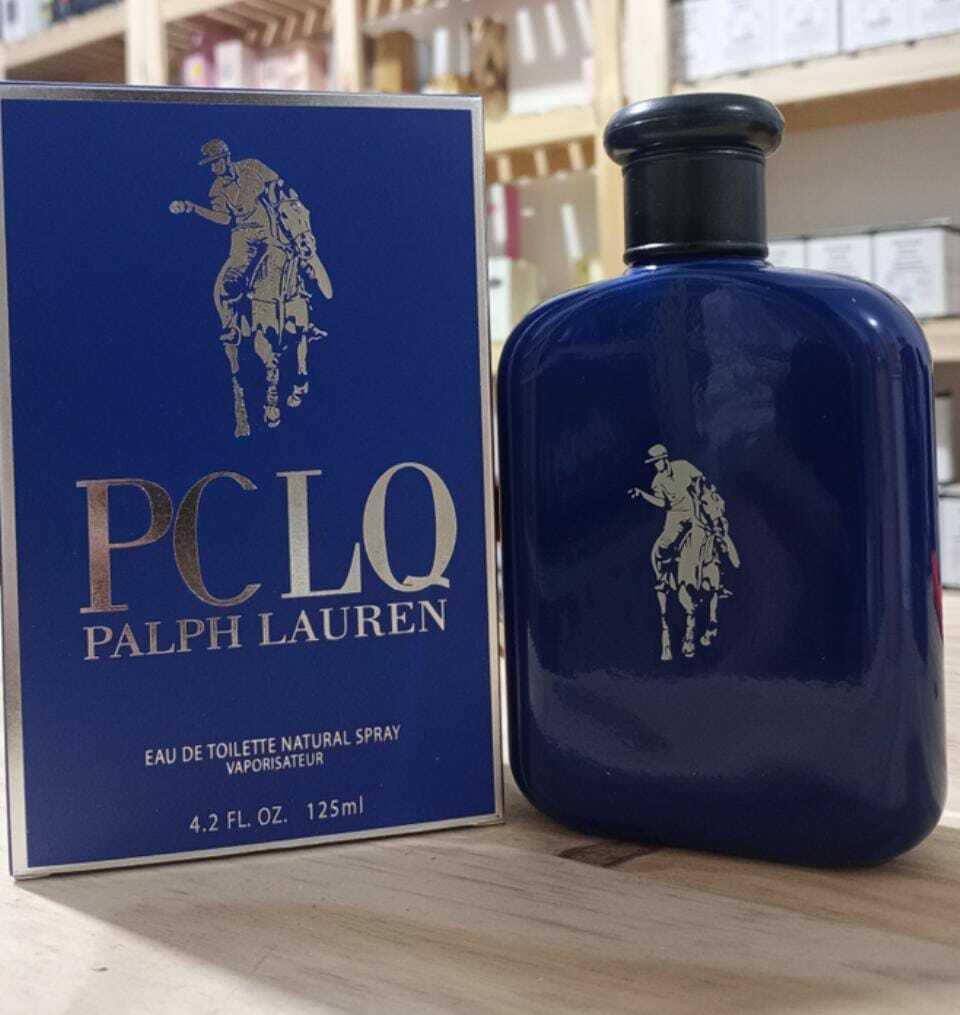 PCLQ
PALPH LAUREN
EAU DE TOILETTE NATURAL SPRAY
VAPORISATEUR
4.2 FL. OZ. 125ml